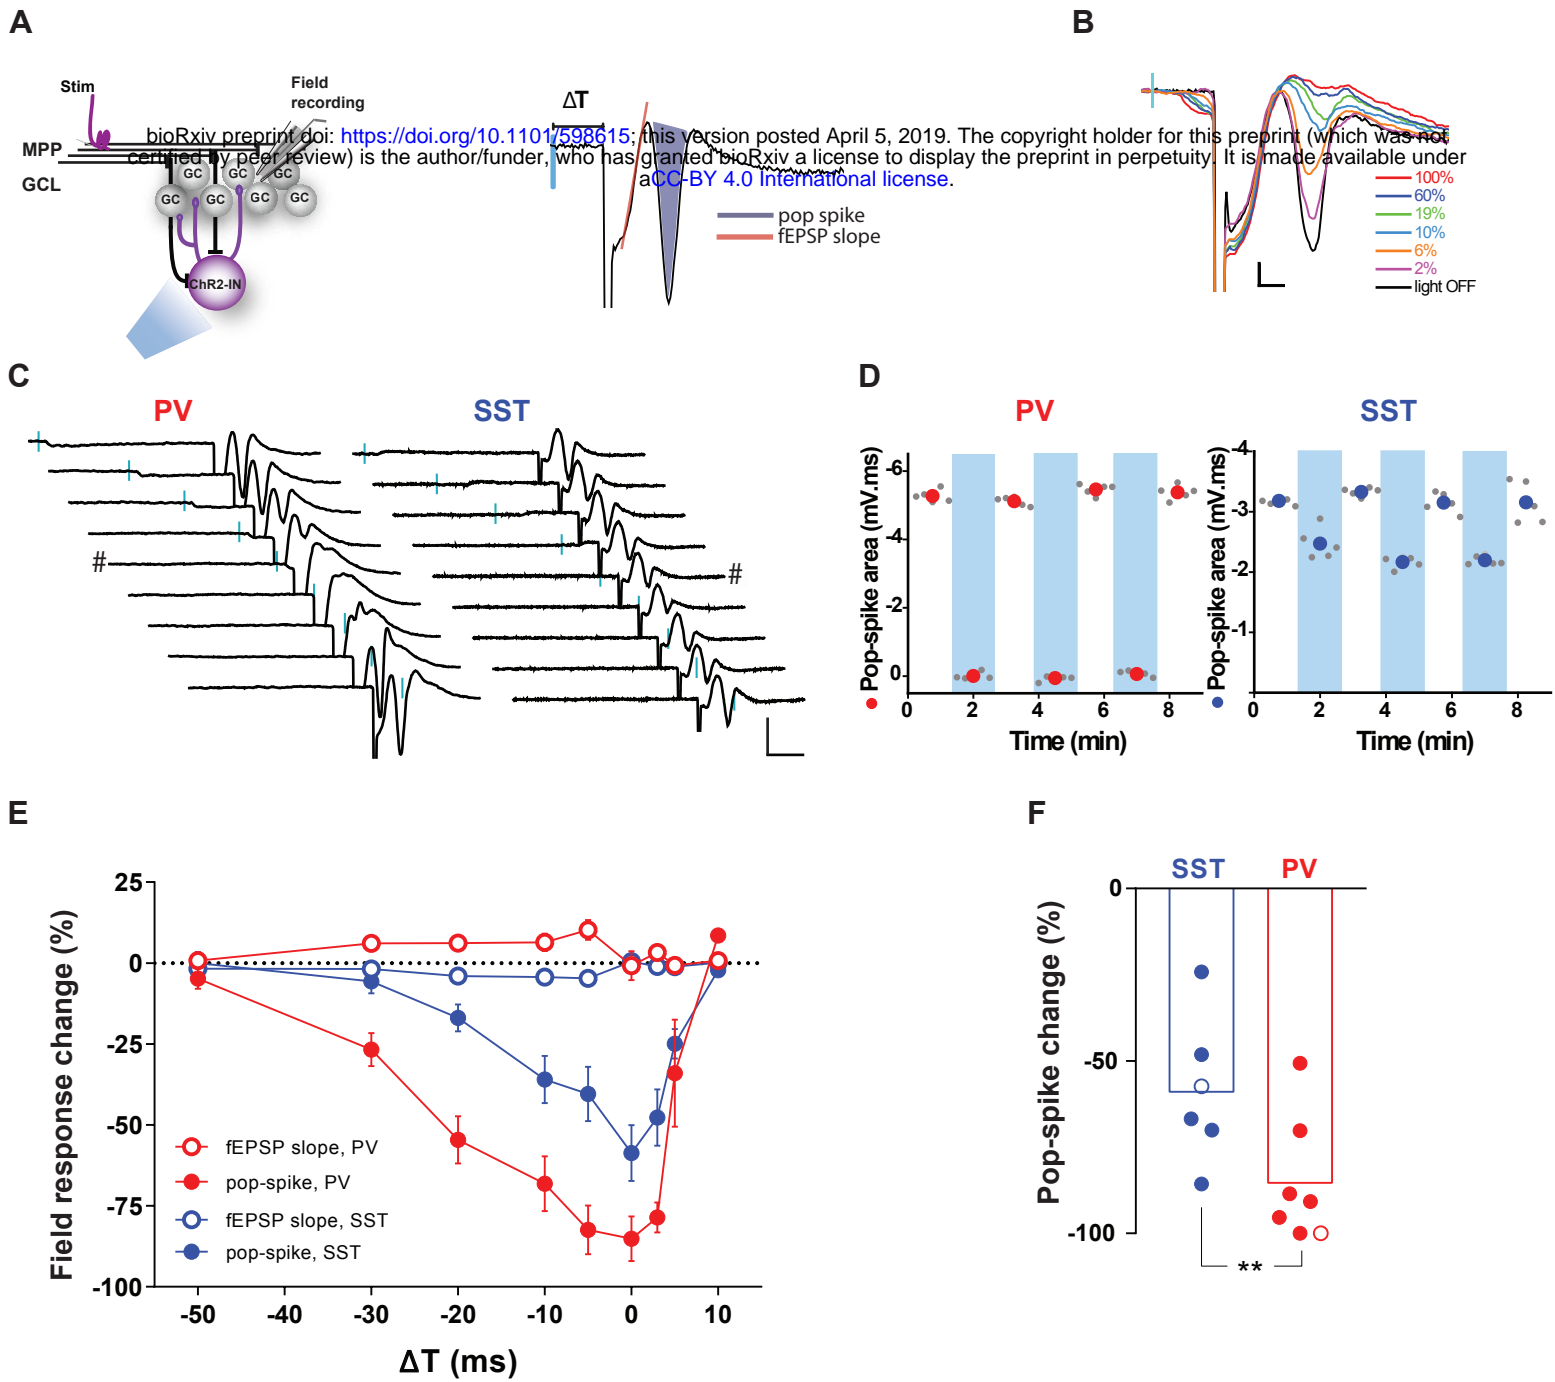 A
B
Stim
Field
recording
ΔT
MPP
GCL
GC
GC
GC
GC
GC
GC
GC
ChR2-IN
bioRxiv preprint doi: https://doi.org/10.1101/598615; this version posted April 5, 2019. The copyright holder for this preprint (which was not
certified by peer review) is the author/funder, who has granted bioRxiv a license to display the preprint in perpetuity. It is made available under
aCC-BY 4.0 International license.
pop spike
fEPSP slope
100%
60%
19%
10%
6%
2%
light OFF
C
PV
SST
#
#
D
PV
Pop-spike area (mV.ms)
-6
-4
-2
0
0
2
4
6
8
Time (min)
SST
Pop-spike area (mV.ms)
-4
-3
-2
-1
0
2
4
6
8
Time (min)
E
Field response change (%)
25
0
-25
-50
-75
-100
fEPSP slope, PV
pop-spike, PV
fEPSP slope, SST
pop-spike, SST
-50
-40
-30
-20
-10
0
10
ΔT (ms)
F
SST
PV
Pop-spike change (%)
0
-50
-100
**